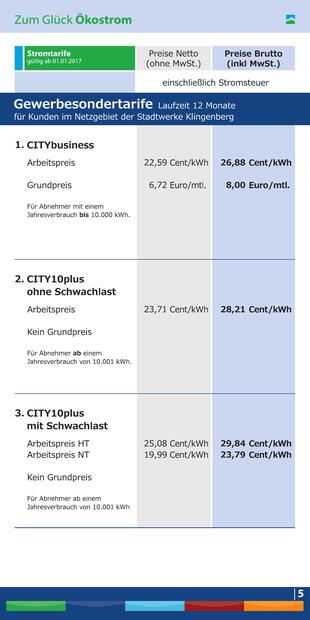 Zum Glück Ökostrom
Stromtarife
gültig ab 01.01.2017
Preise Netto
(ohne MwSt.)
Preise Brutto
(inkl MwSt.)
einschließlich Stromsteuer
Gewerbesondertarife Laufzeit 12 Monate
für Kunden im Netzgebiet der Stadtwerke Klingenberg
1. CITYbusiness
Arbeitspreis 22,59 Cent/kWh 26,88 Cent/kWh
Grundpreis 6,72 Euro/mtl. 8,00 Euro/mtl.
Für Abnehmer mit einem
Jahresverbrauch bis 10.000 kWh.
2. CITY10plus
ohne Schwachlast
Arbeitspreis 23,71 Cent/kWh 28,21 Cent/kWh
Kein Grundpreis
Für Abnehmer ab einem
Jahresverbrauch von 10.001 kWh.
3. CITY10plus
mit Schwachlast
Arbeitspreis HT 25,08 Cent/kWh 29,84 Cent/kWh
Arbeitspreis NT 19,99 Cent/kWh 23,79 Cent/kWh
Kein Grundpreis
Für Abnehmer ab einem
Jahresverbrauch von 10.001 kWh
5